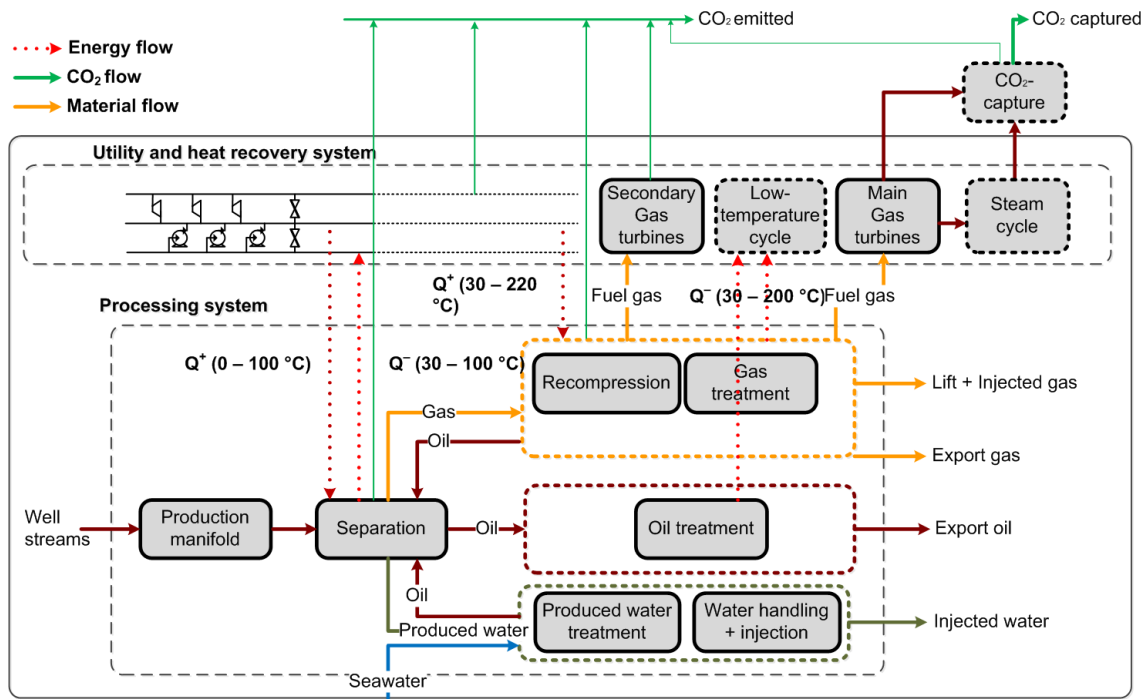 CO₂ emitted
CO₂ captured
Energy flow
CO₂ flow
Material flow
CO₂-
capture
Utility and heat recovery system
Secondary
Gas
turbines
Low-
temperature
cycle
Main
Gas
turbines
Steam
cycle
Q⁺ (30 – 220
°C)
Fuel gas
Q⁻ (30 – 200 °C)
Fuel gas
Processing system
Q⁺ (0 – 100 °C)
Q⁻ (30 – 100 °C)
Recompression
Gas
treatment
Lift + Injected gas
Gas
Oil
Export gas
Well
streams
Production
manifold
Separation
Oil
Oil treatment
Export oil
Oil
Produced water
Produced water
treatment
Water handling
+ injection
Injected water
Seawater